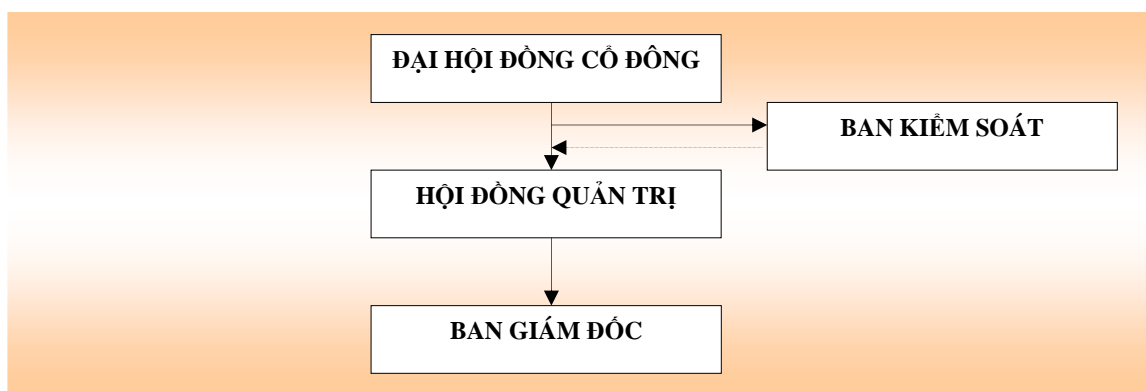 ĐẠI HỘI ĐỒNG CỔ ĐÔNG
BAN KIỂM SOÁT
HỘI ĐỒNG QUẢN TRỊ
BAN GIÁM ĐỐC